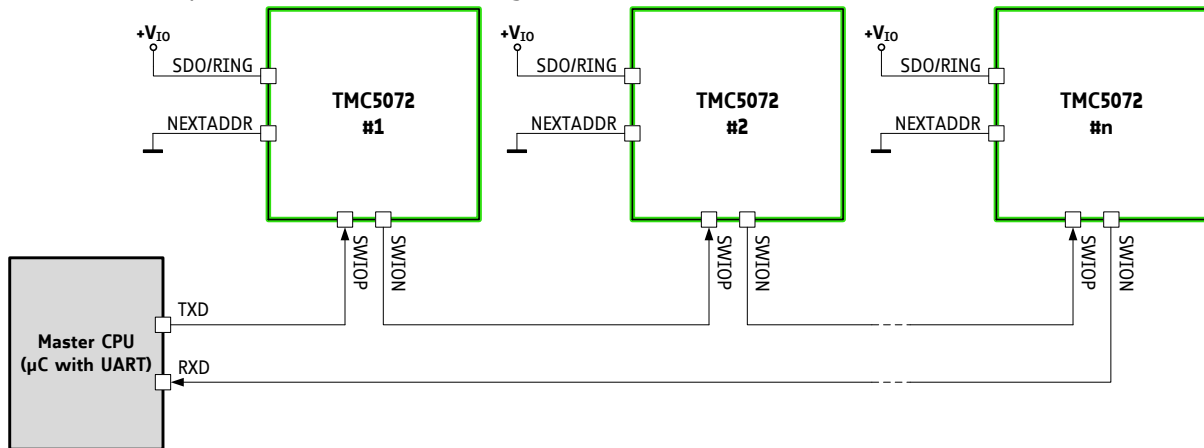 +VIO
SDO/RING
NEXTADDR
TMC5072
#1
SWIOP
SWION
+VIO
SDO/RING
NEXTADDR
TMC5072
#2
SWIOP
SWION
+VIO
SDO/RING
NEXTADDR
TMC5072
#n
SWIOP
SWION
Master CPU
(µC with UART)
TXD
RXD